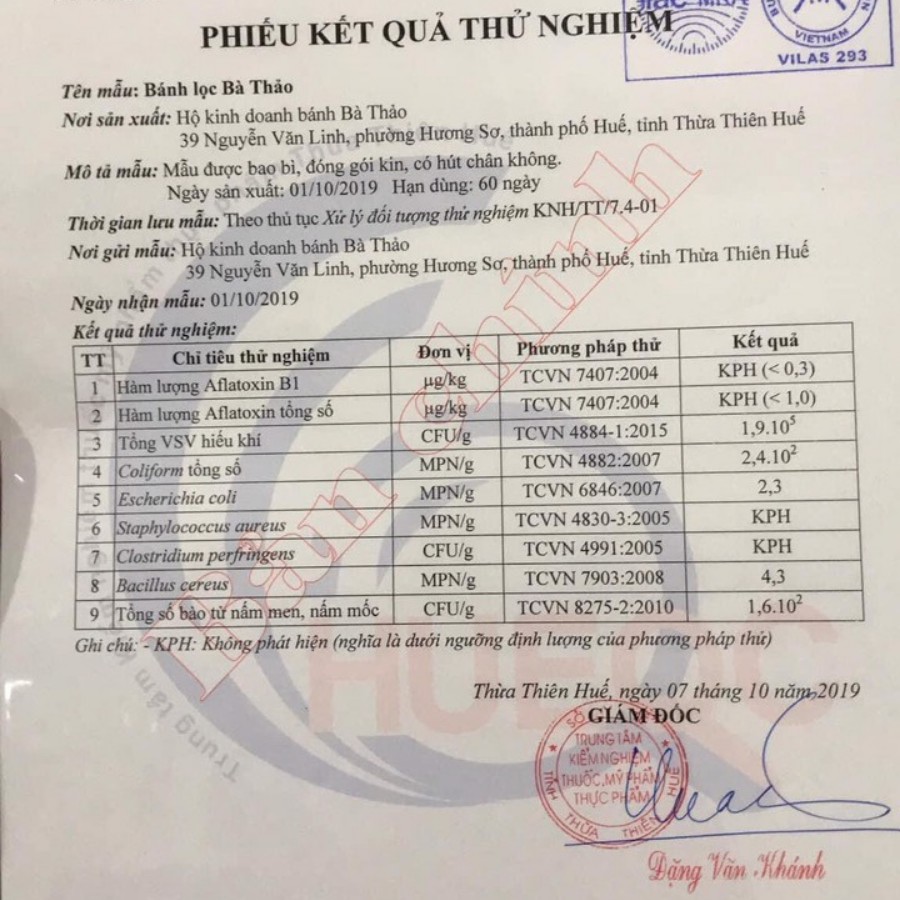 PHIẾU KẾT QUẢ THỬ NGHIỆM
VIETNAM
VILAS 293
Tên mẫu: Bánh lọc Bà Thảo
Nơi sản xuất: Hộ kinh doanh bánh Bà Thảo
39 Nguyễn Văn Linh, phường Hương Sơ, thành phố Huế, tỉnh Thừa Thiên Huế
Mô tả mẫu: Mẫu được bao bì, đóng gói kin, có hút chân không.
Ngày sản xuất: 01/10/2019 Hạn dùng: 60 ngày
Thời gian lưu mẫu: Theo thủ tục Xử lý đối tượng thử nghiệm KNH/TT/7.4-01
Nơi gửi mẫu: Hộ kinh doanh bánh Bà Thảo
39 Nguyễn Văn Linh, phường Hương Sơ, thành phố Huế, tỉnh Thừa Thiên Huế
Ngày nhận mẫu: 01/10/2019
Kết quả thử nghiệm:
TT Chỉ tiêu thử nghiệm Đơn vị Phương pháp thử Kết quả
1 Hàm lượng Aflatoxin B1 µg/kg TCVN 7407:2004 KPH (< 0,3)
2 Hàm lượng Aflatoxin tổng số µg/kg TCVN 7407:2004 KPH (< 1,0)
3 Tổng VSV hiếu khí CFU/g TCVN 4884-1:2015 1,9.10⁵
4 Coliform tổng số MPN/g TCVN 4882:2007 2,4.10²
5 Escherichia coli MPN/g TCVN 6846:2007 2,3
6 Staphylococcus aureus MPN/g TCVN 4830-3:2005 KPH
7 Clostridium perfringens CFU/g TCVN 4991:2005 KPH
8 Bacillus cereus MPN/g TCVN 7903:2008 4,3
9 Tổng số bào tử nấm men, nấm mốc CFU/g TCVN 8275-2:2010 1,6.10²
Ghi chú: - KPH: Không phát hiện (nghĩa là dưới ngưỡng định lượng của phương pháp thử)
Bản chính
HUEQC
Thừa Thiên Huế, ngày 07 tháng 10 năm 2019
GIÁM ĐỐC
TRUNG TÂM
KIỂM NGHIỆM
THUỐC, MỸ PHẨM
THỰC PHẨM
TỈNH THỪA THIÊN HUẾ
Đặng Văn Khánh